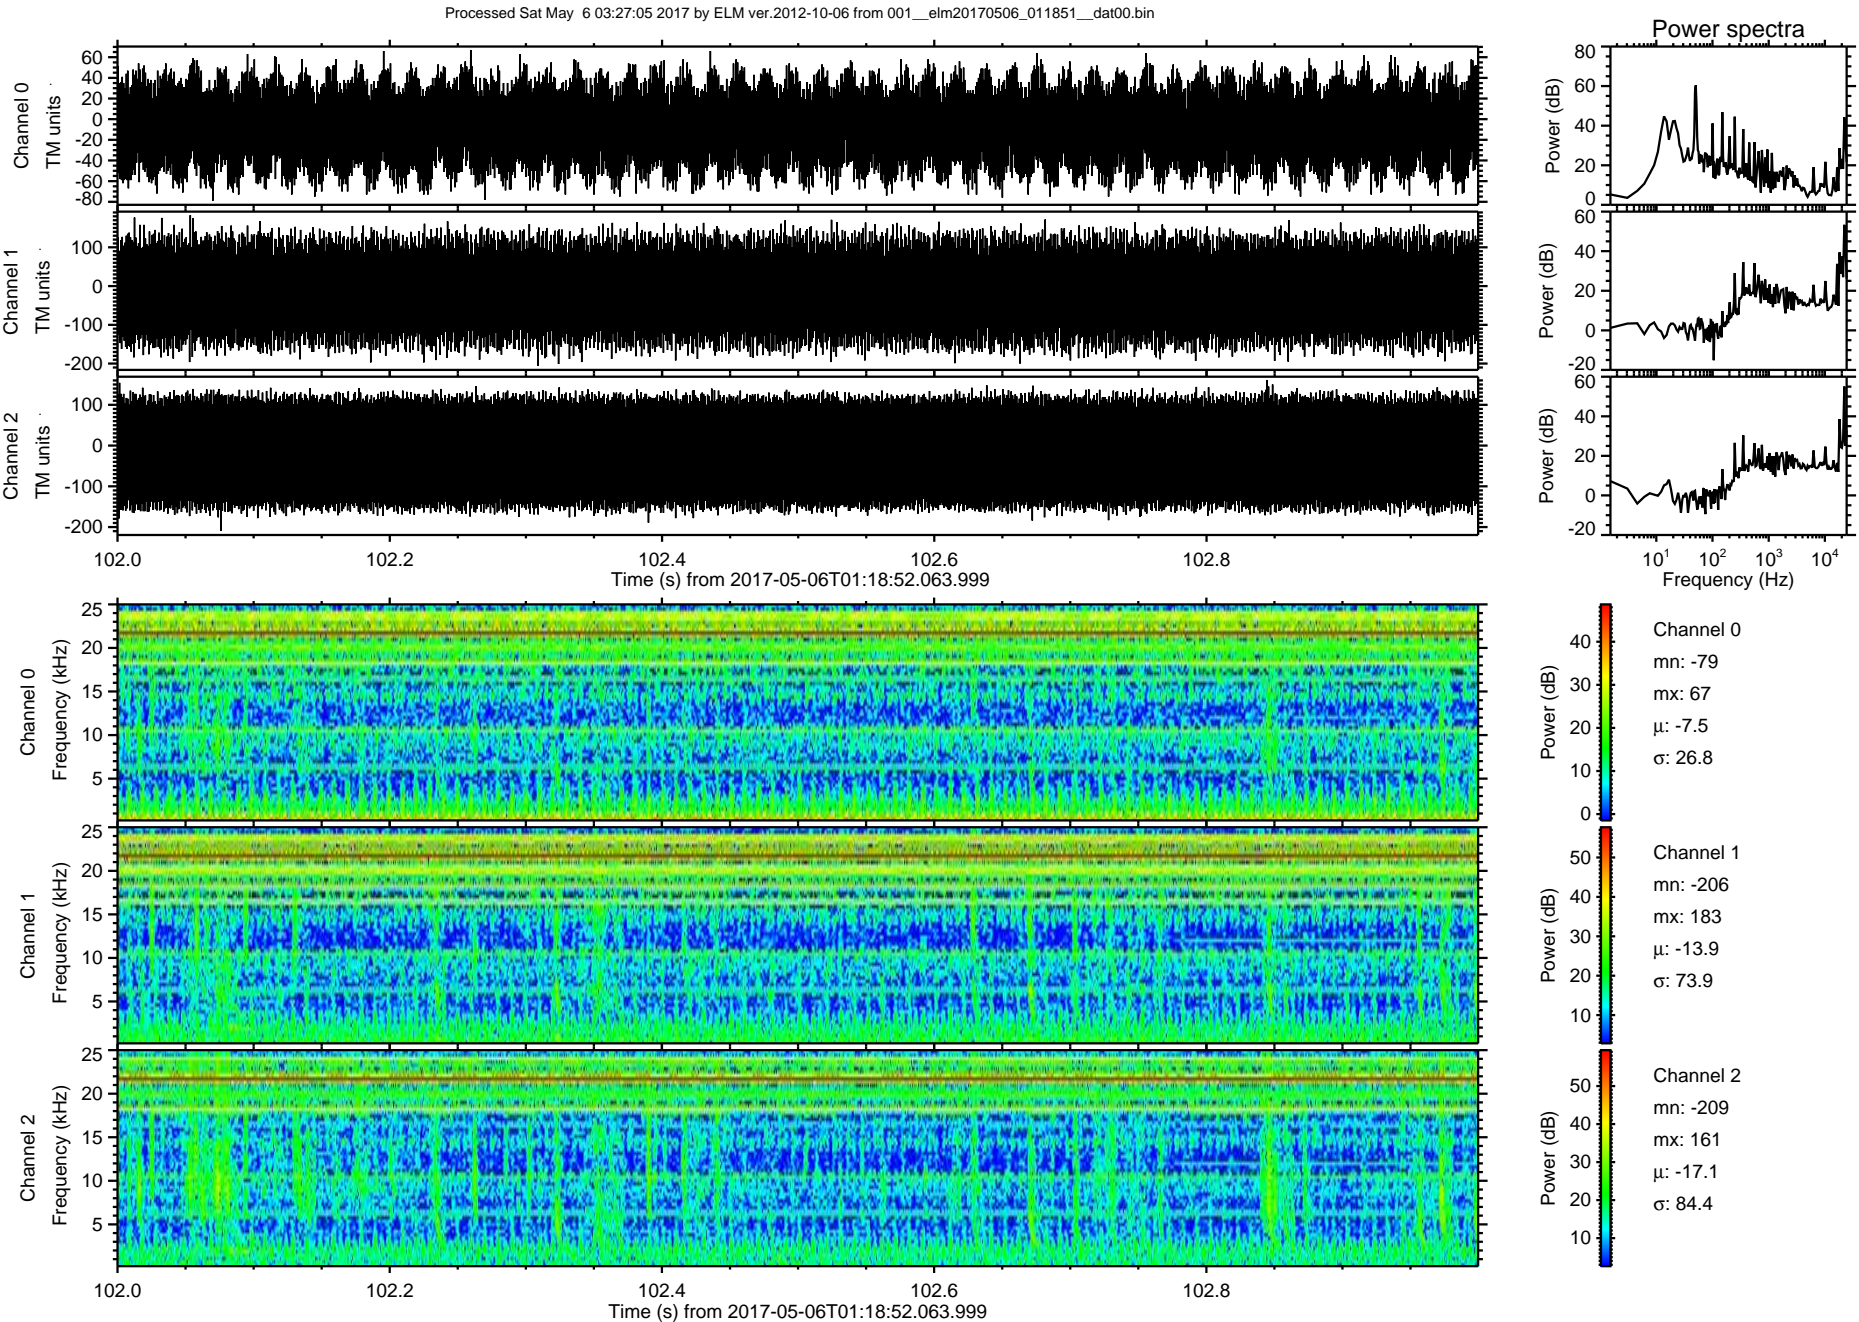 Processed Sat May  6 03:27:05 2017 by ELM ver.2012-10-06 from 001__elm20170506_011851__dat00.bin
Power spectra
Channel 0
TM units
60
40
20
0
-20
-40
-60
-80
Power (dB)
80
60
40
20
0
Channel 1
TM units
100
0
-100
-200
Power (dB)
60
40
20
0
-20
Channel 2
TM units
100
0
-100
-200
Power (dB)
60
40
20
0
-20
102.0 102.2 102.4 102.6 102.8
Time (s) from 2017-05-06T01:18:52.063.999
10¹ 10² 10³ 10⁴
Frequency (Hz)
Channel 0
Frequency (kHz)
25
20
15
10
5
Power (dB)
40
30
20
10
0
Channel 0
mn: -79
mx: 67
μ: -7.5
σ: 26.8
Channel 1
Frequency (kHz)
25
20
15
10
5
Power (dB)
50
40
30
20
10
Channel 1
mn: -206
mx: 183
μ: -13.9
σ: 73.9
Channel 2
Frequency (kHz)
25
20
15
10
5
Power (dB)
50
40
30
20
10
Channel 2
mn: -209
mx: 161
μ: -17.1
σ: 84.4
102.0 102.2 102.4 102.6 102.8
Time (s) from 2017-05-06T01:18:52.063.999